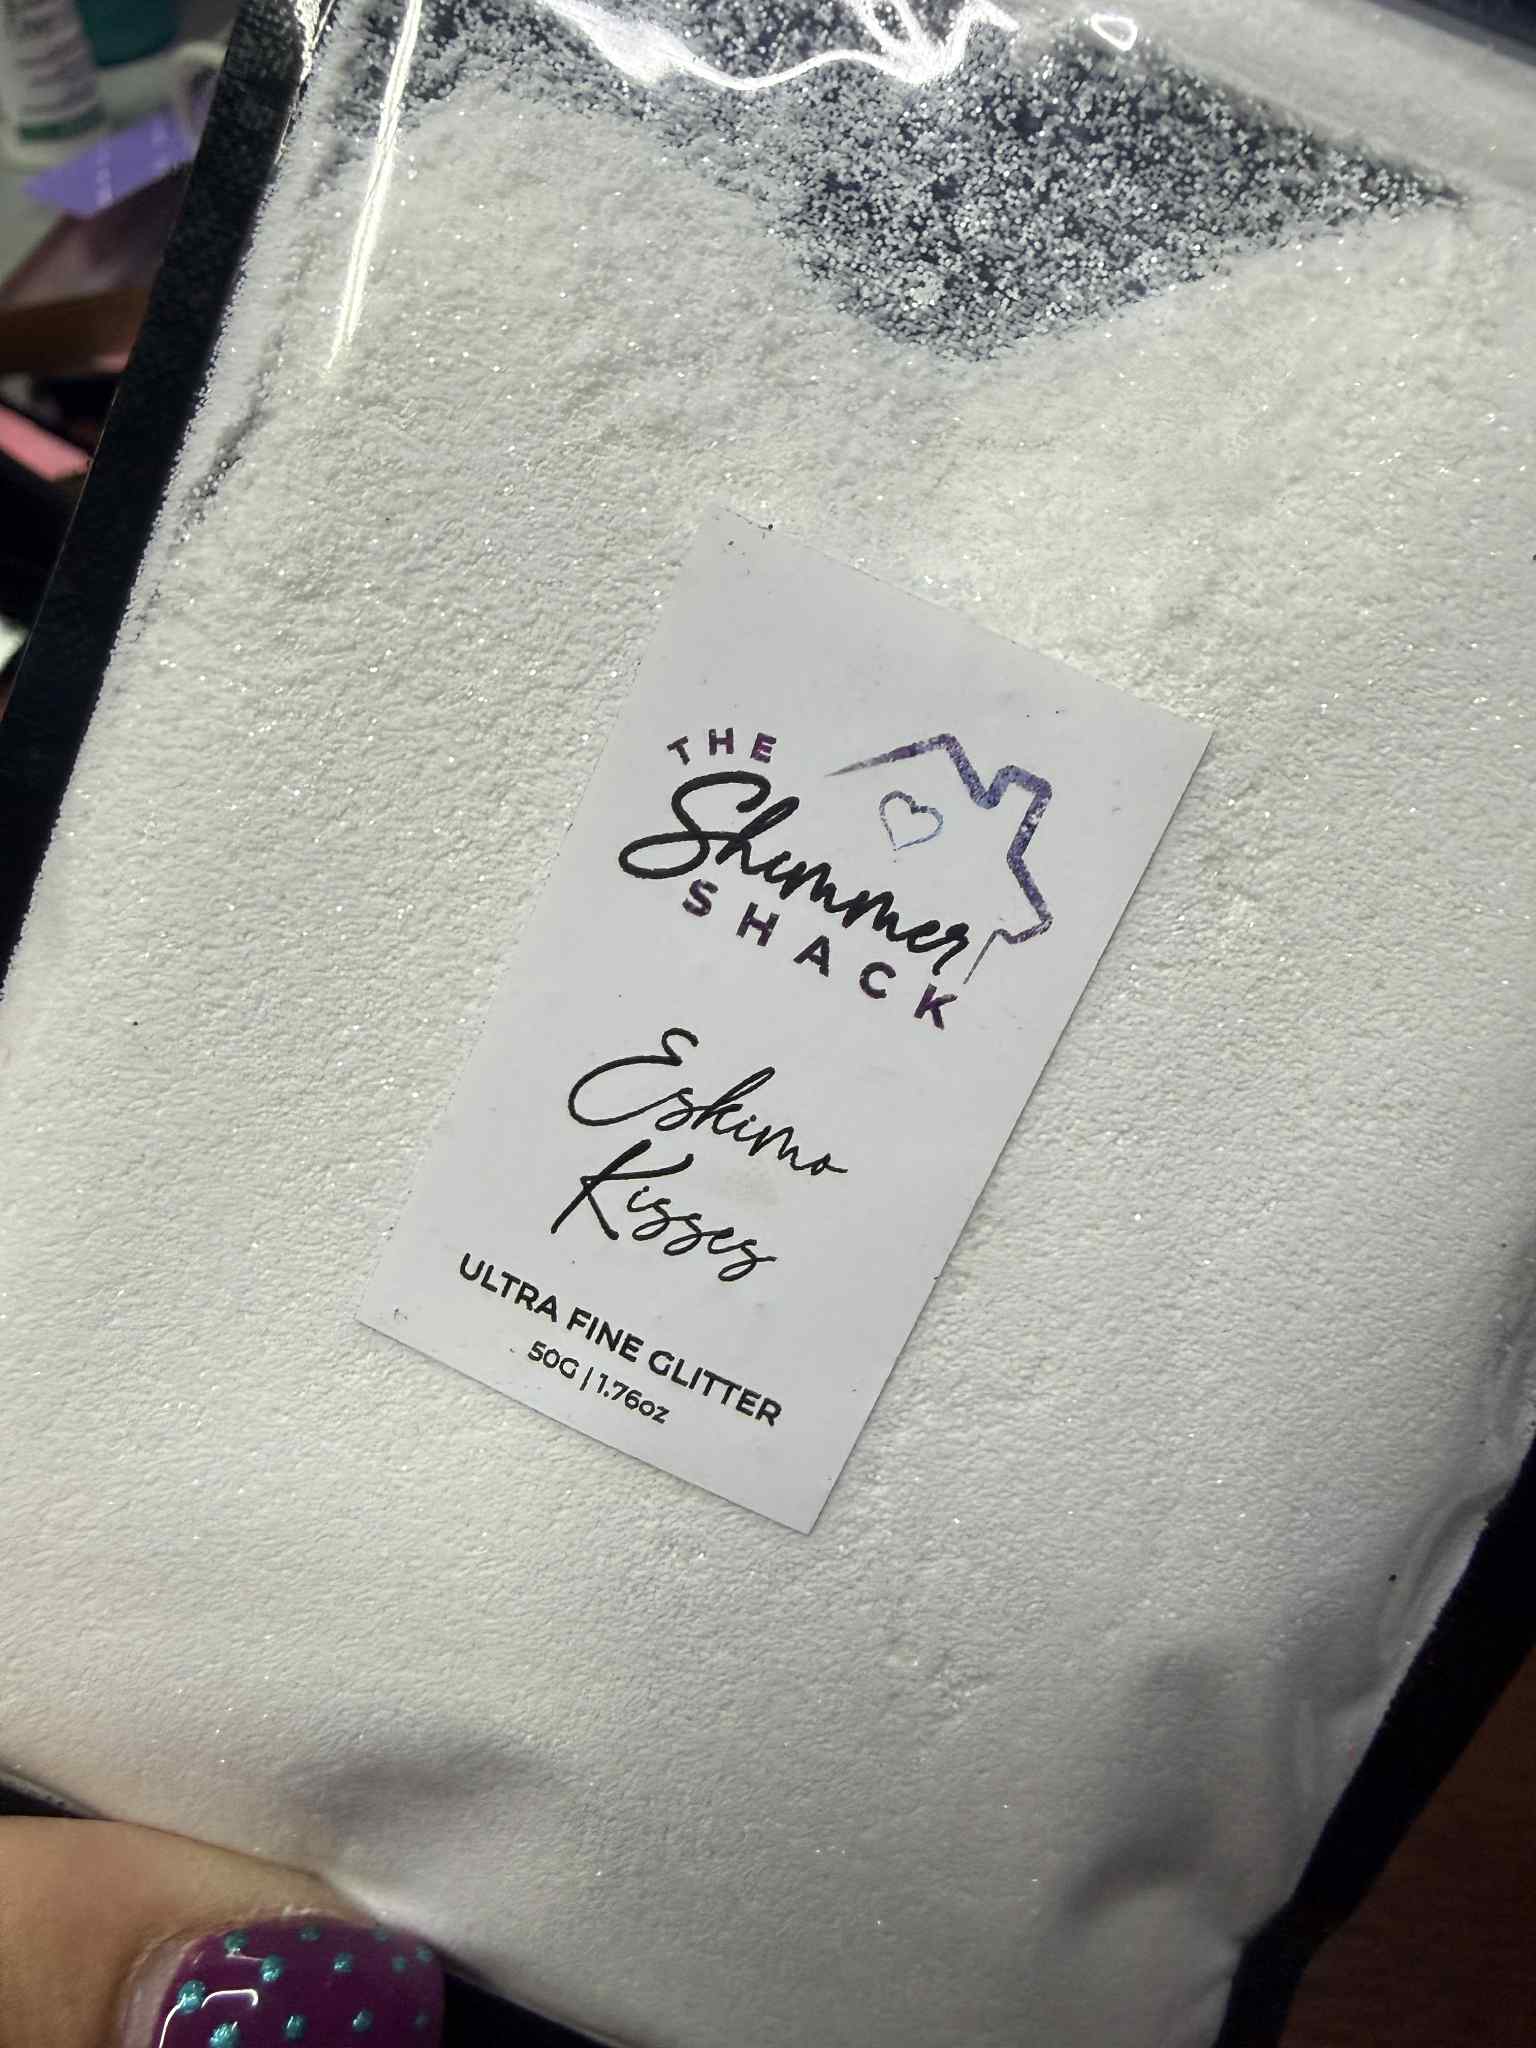 THE
Shimmer
SHACK
Eskimo
Kisses
ULTRA FINE GLITTER
50G | 1.76oz